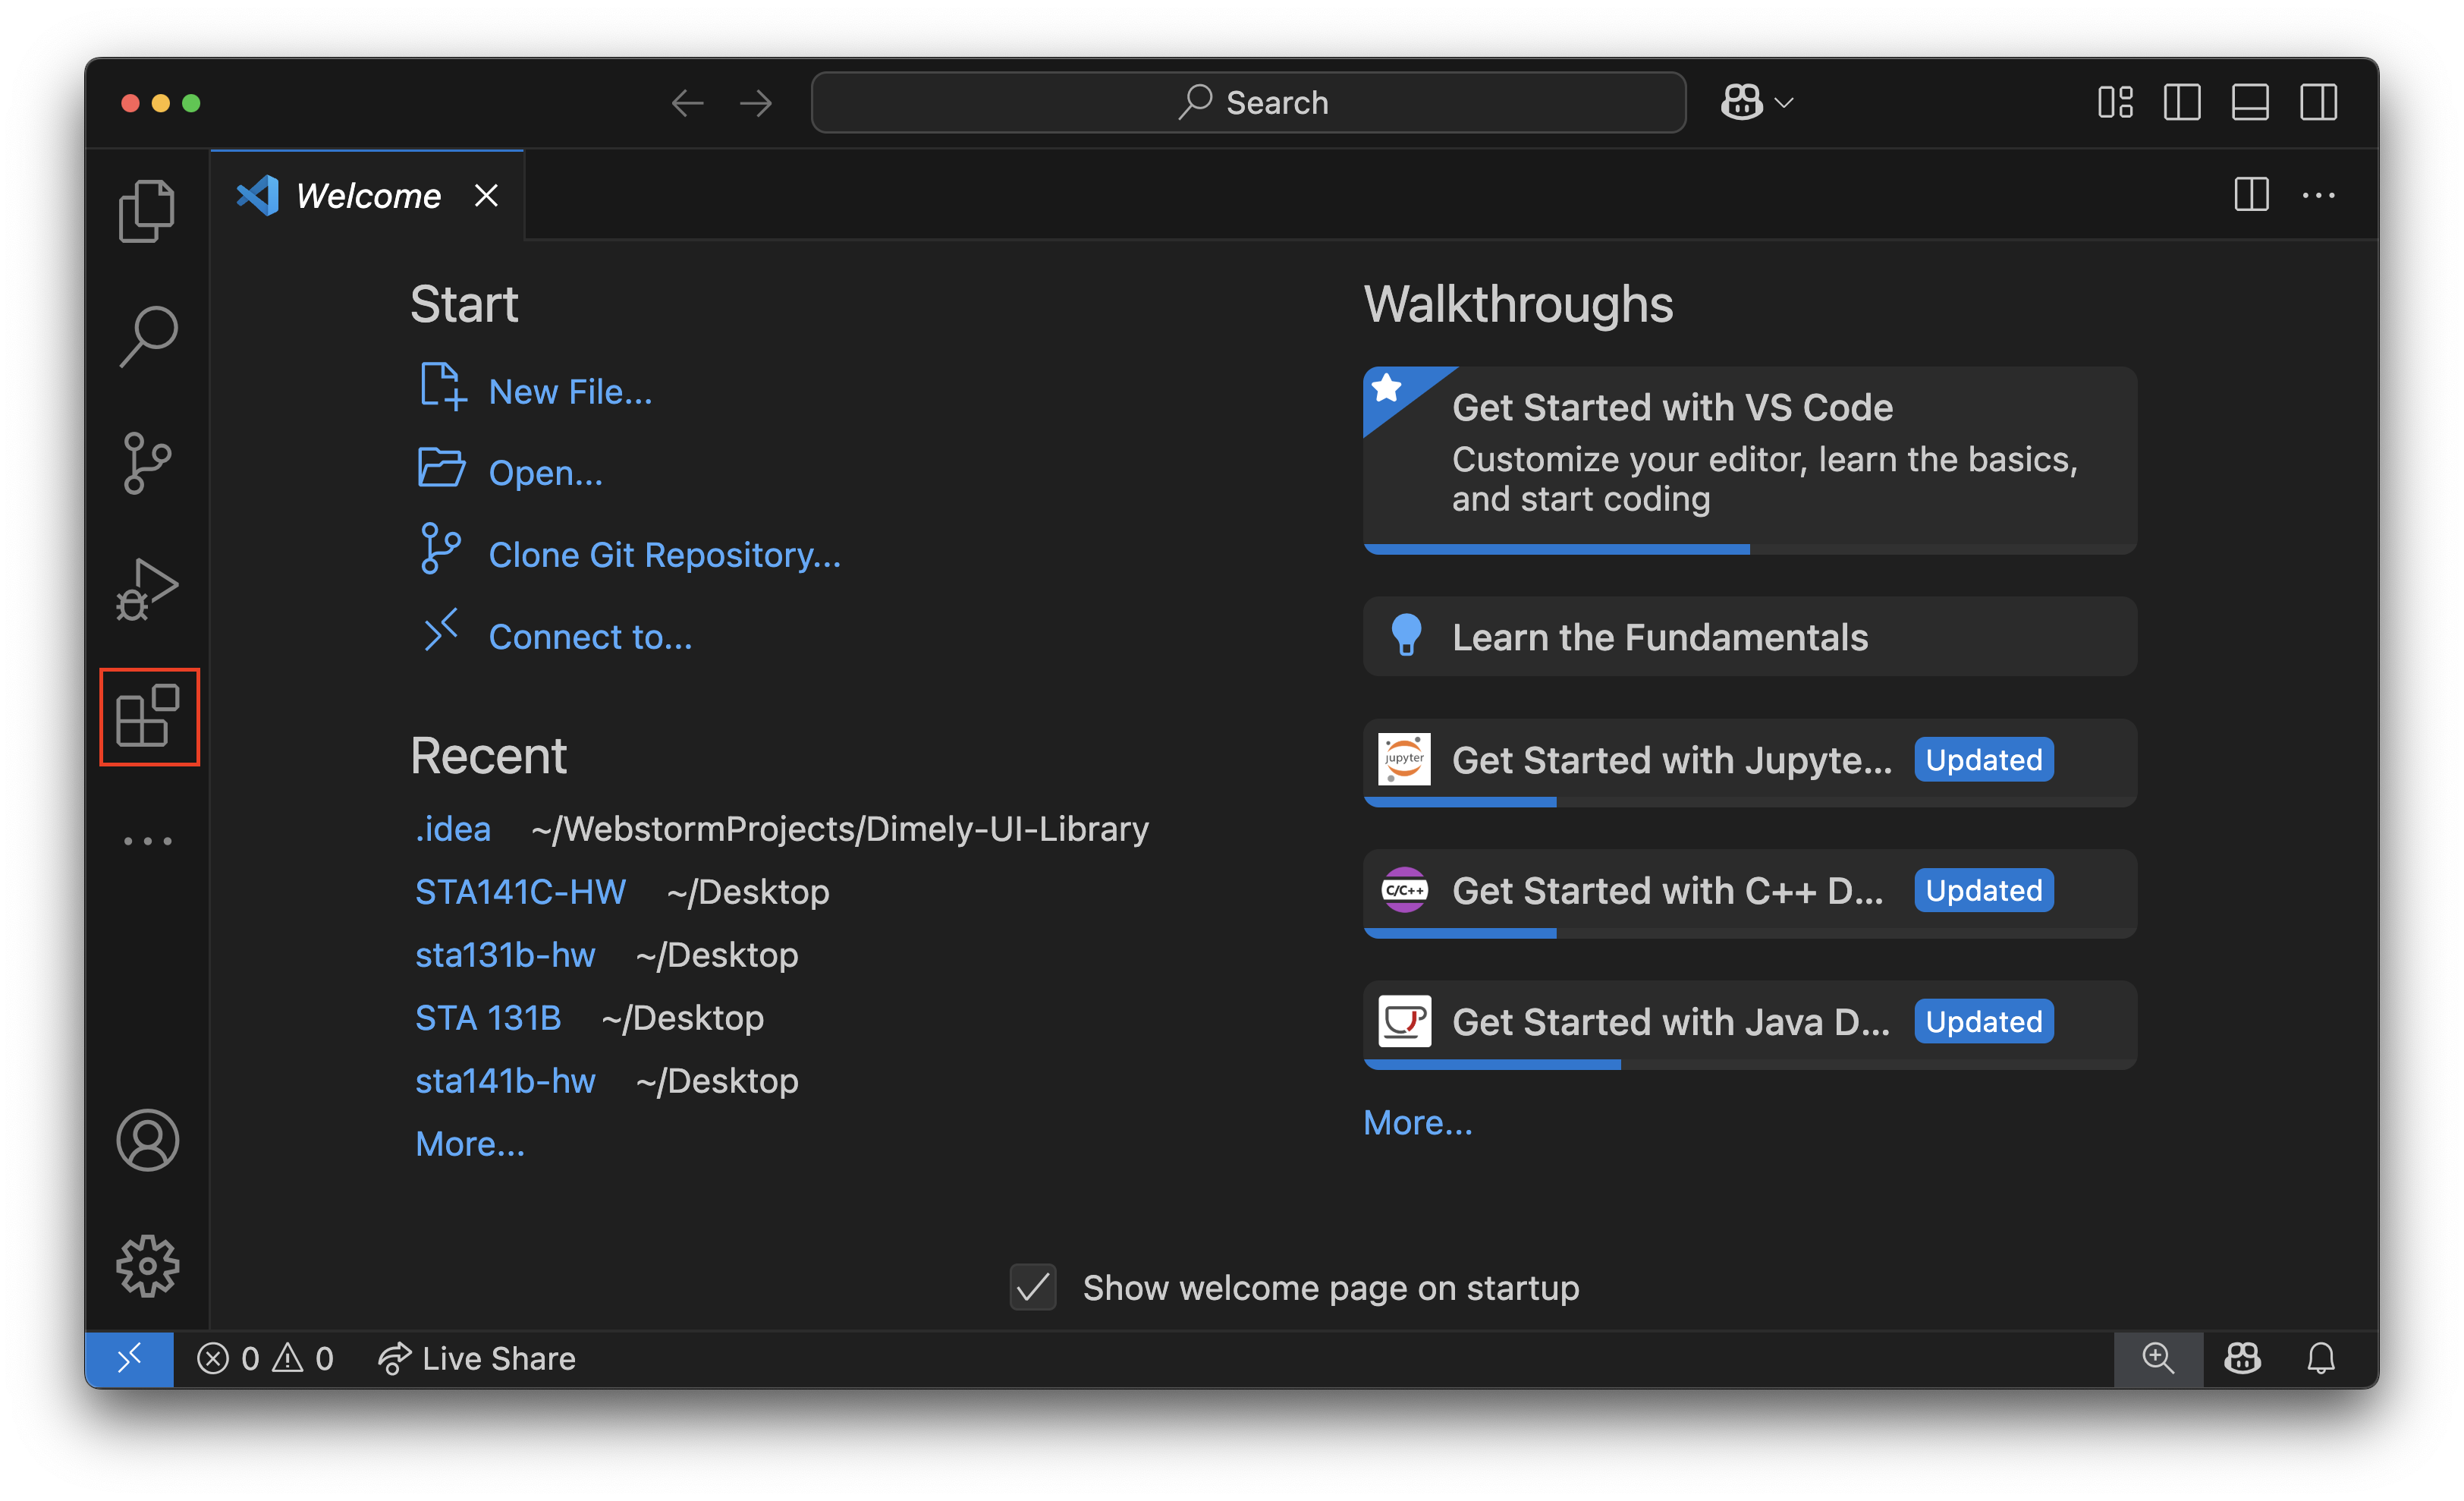 Search
Welcome
Start
New File...
Open...
Clone Git Repository...
Connect to...
Recent
.idea ~/WebstormProjects/Dimely-UI-Library
STA141C-HW ~/Desktop
sta131b-hw ~/Desktop
STA 131B ~/Desktop
sta141b-hw ~/Desktop
More...
Walkthroughs
Get Started with VS Code
Customize your editor, learn the basics,
and start coding
Learn the Fundamentals
jupyter
Get Started with Jupyte... Updated
C/C++
Get Started with C++ D... Updated
Get Started with Java D... Updated
More...
Show welcome page on startup
0 0 Live Share